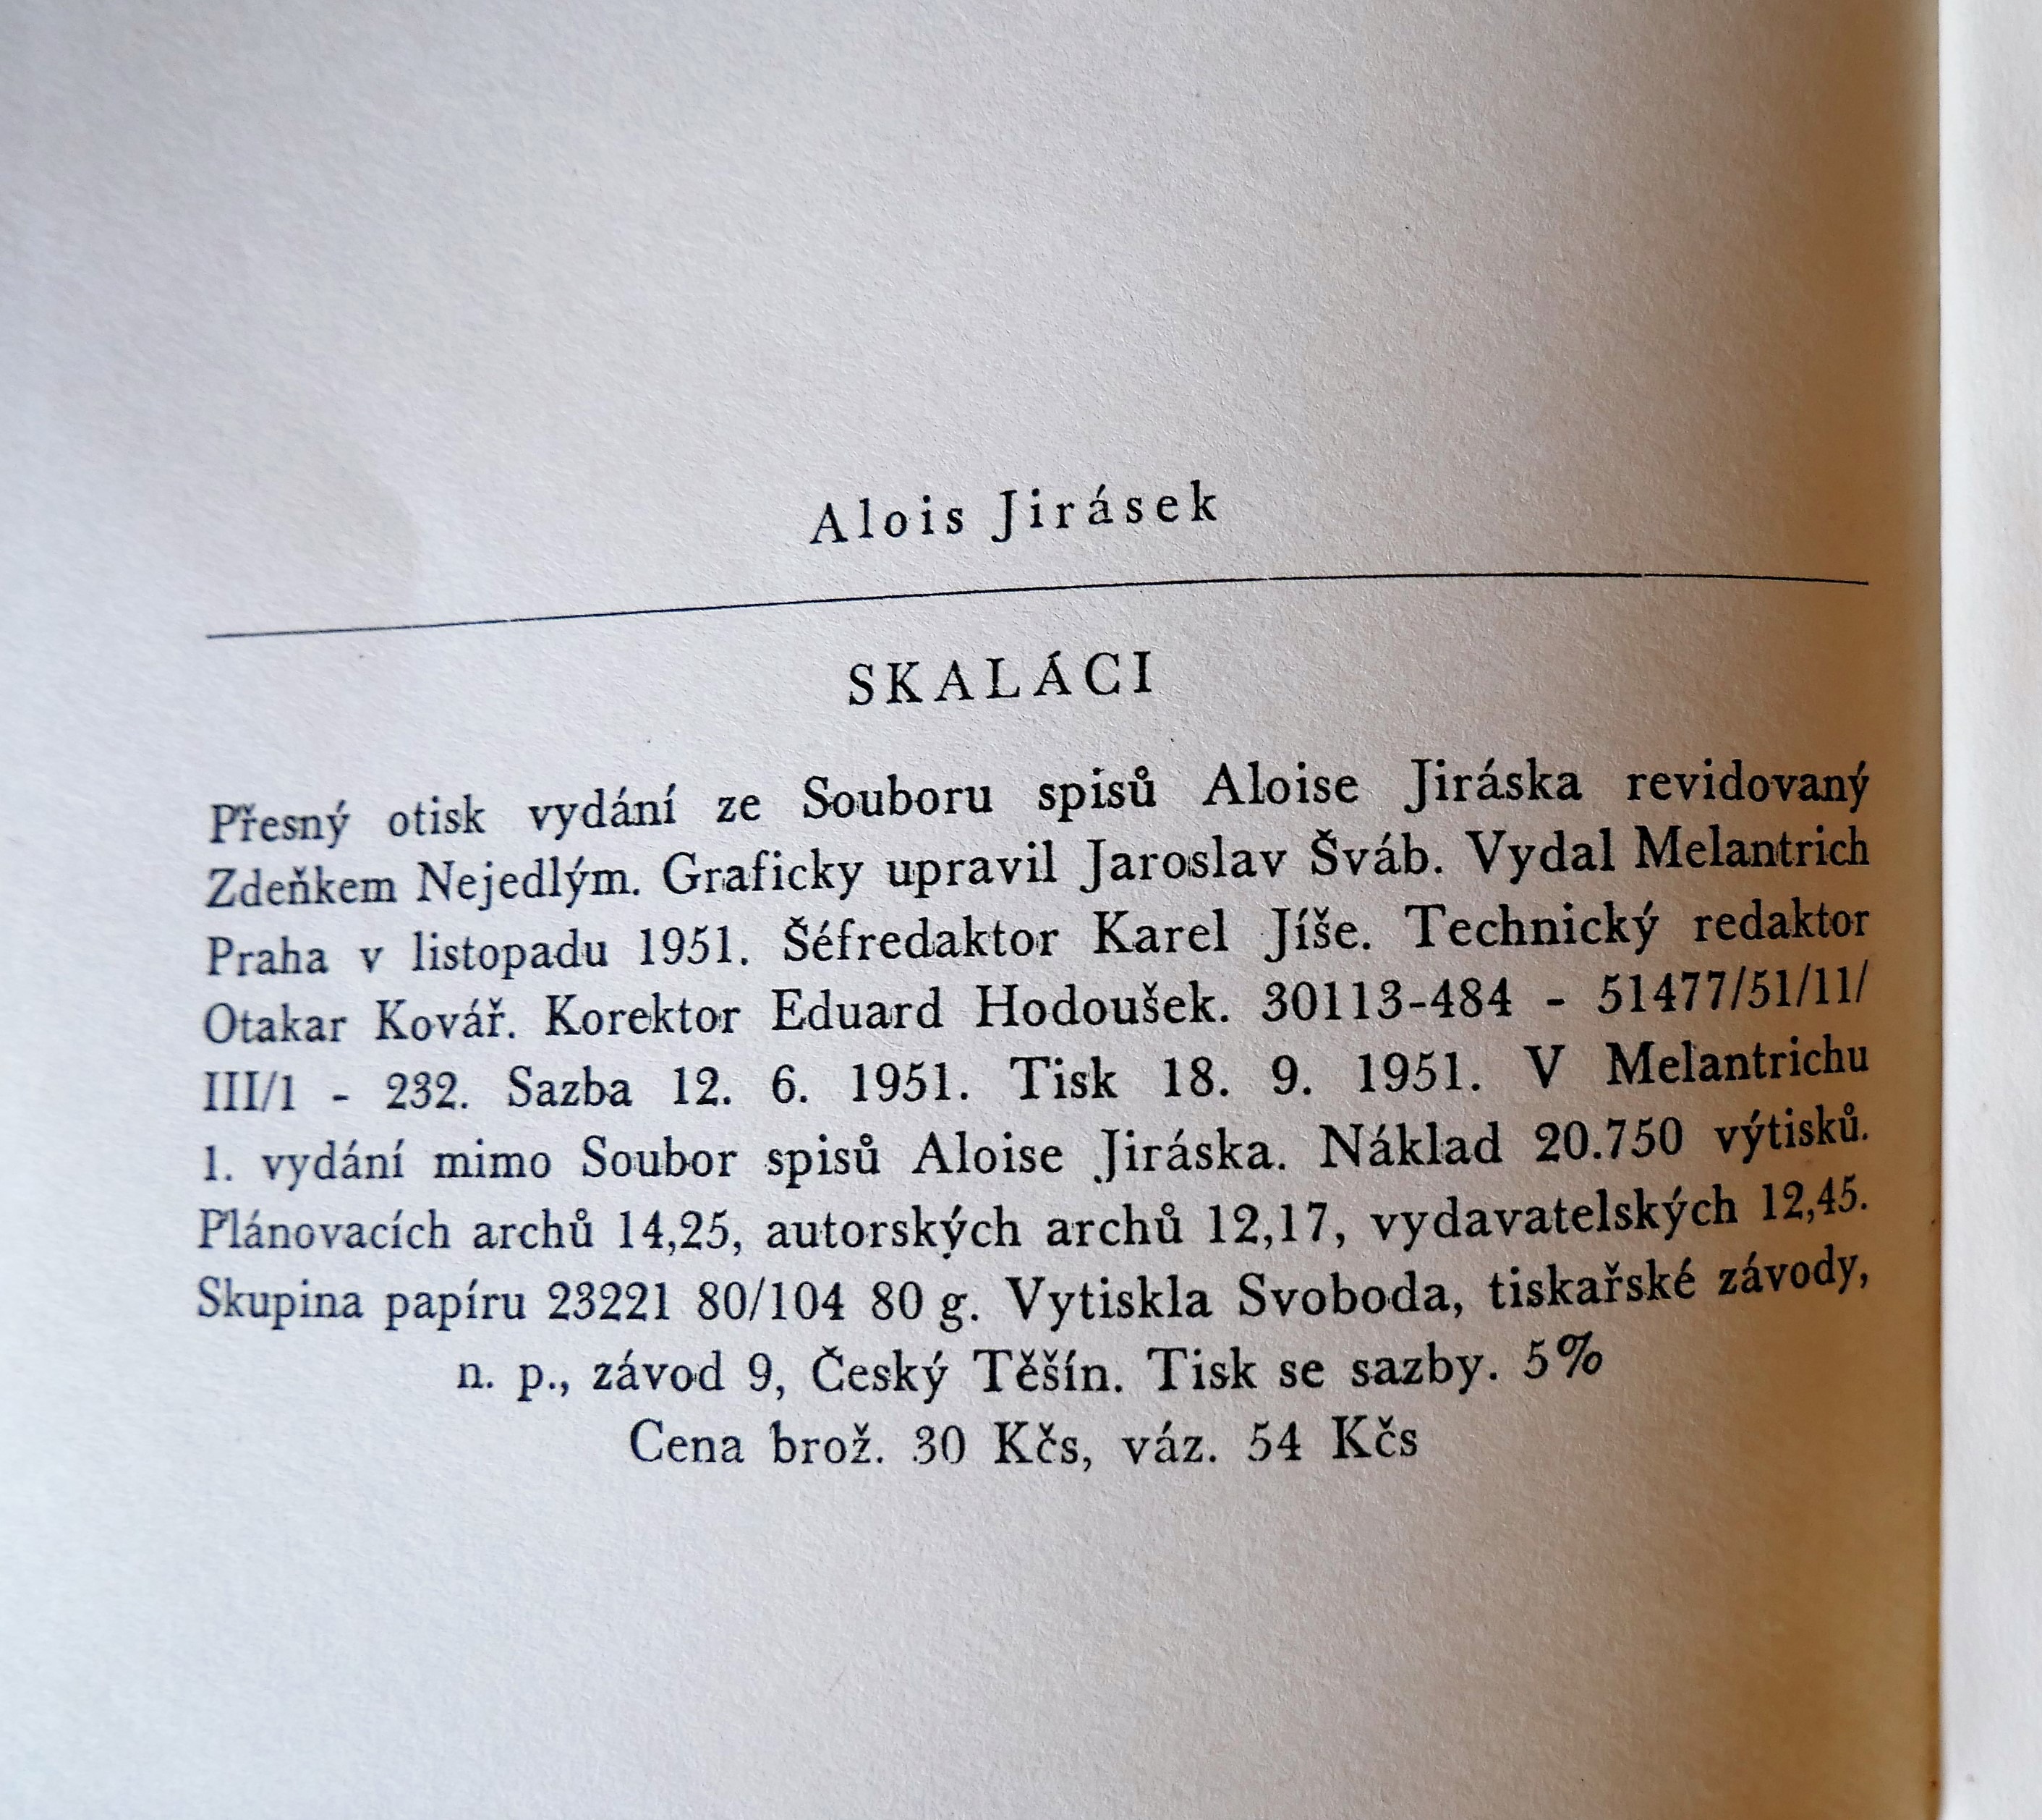 Alois Jirásek
SKALÁCI
Přesný otisk vydání ze Souboru spisů Aloise Jiráska revidovaný
Zdeňkem Nejedlým. Graficky upravil Jaroslav Šváb. Vydal Melantrich
Praha v listopadu 1951. Šéfredaktor Karel Jíše. Technický redaktor
Otakar Kovář. Korektor Eduard Hodoušek. 30113-484 - 51477/51/11/
III/1 - 232. Sazba 12. 6. 1951. Tisk 18. 9. 1951. V Melantrichu
1. vydání mimo Soubor spisů Aloise Jiráska. Náklad 20.750 výtisků.
Plánovacích archů 14,25, autorských archů 12,17, vydavatelských 12,45.
Skupina papíru 23221 80/104 80 g. Vytiskla Svoboda, tiskařské závody,
n. p., závod 9, Český Těšín. Tisk se sazby. 5%
Cena brož. 30 Kčs, váz. 54 Kčs